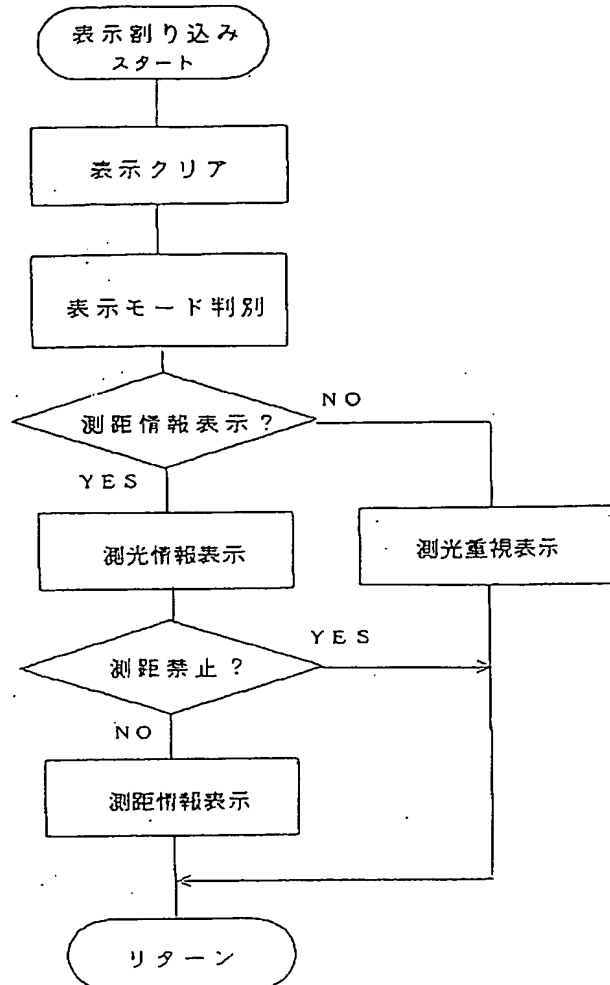 表示割り込み
スタート
表示クリア
表示モード判別
測距情報表示?
NO
YES
測光情報表示
測光重視表示
測距禁止?
YES
NO
測距情報表示
リターン